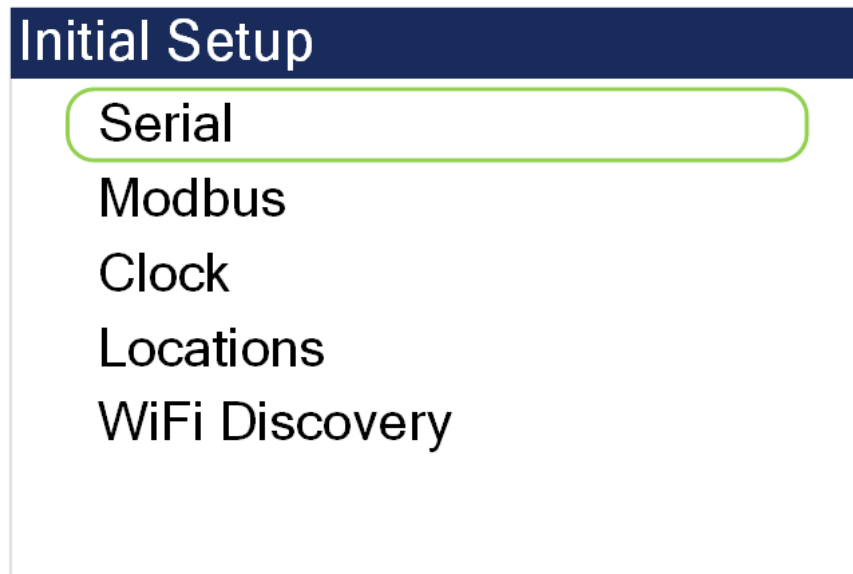 Initial Setup
Serial
Modbus
Clock
Locations
WiFi Discovery